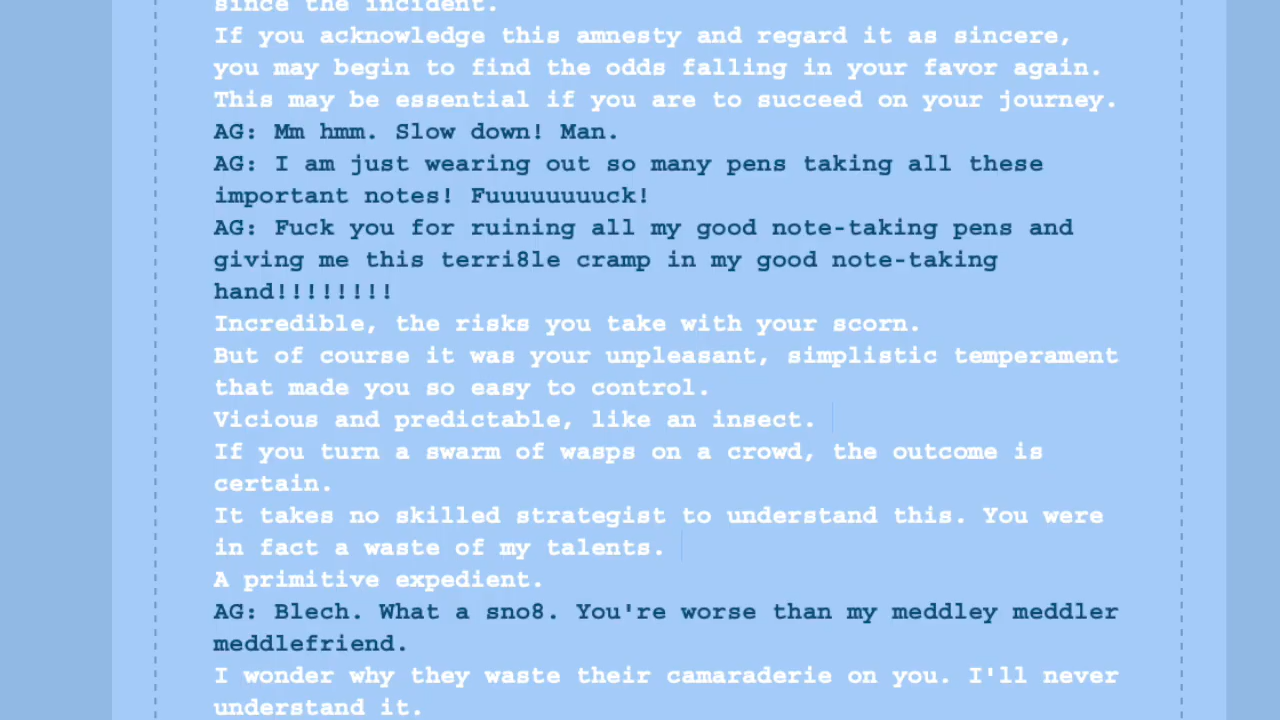 since the incident.
If you acknowledge this amnesty and regard it as sincere,
you may begin to find the odds falling in your favor again.
This may be essential if you are to succeed on your journey.
AG: Mm hmm. Slow down! Man.
AG: I am just wearing out so many pens taking all these
important notes! Fuuuuuuuuck!
AG: Fuck you for ruining all my good note-taking pens and
giving me this terri8le cramp in my good note-taking
hand!!!!!!!!
Incredible, the risks you take with your scorn.
But of course it was your unpleasant, simplistic temperament
that made you so easy to control.
Vicious and predictable, like an insect.
If you turn a swarm of wasps on a crowd, the outcome is
certain.
It takes no skilled strategist to understand this. You were
in fact a waste of my talents.
A primitive expedient.
AG: Blech. What a sno8. You're worse than my meddley meddler
meddlefriend.
I wonder why they waste their camaraderie on you. I'll never
understand it.